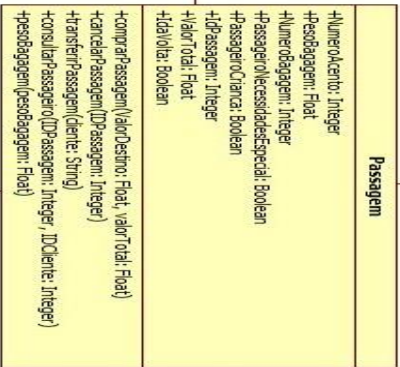 Passagem
+NumeroAcento: Integer
+PesoBagagem: Float
+NumeroBagagem: Integer
+PassageiroNecessidadesEspecial: Boolean
+PassageiroCrianca: Boolean
+IdPassagem: Integer
+ValorTotal: Float
+IdaVolta: Boolean
+comprarPassagem(ValorDestino: Float, valorTotal: Float)
+cancelarPassagem(IDPassagem: Integer)
+transferirPassagem(cliente: String)
+consultarPassageiro(IDPassagem: Integer, IDCliente: Integer)
+pesoBagagem(pesoBagagem: Float)